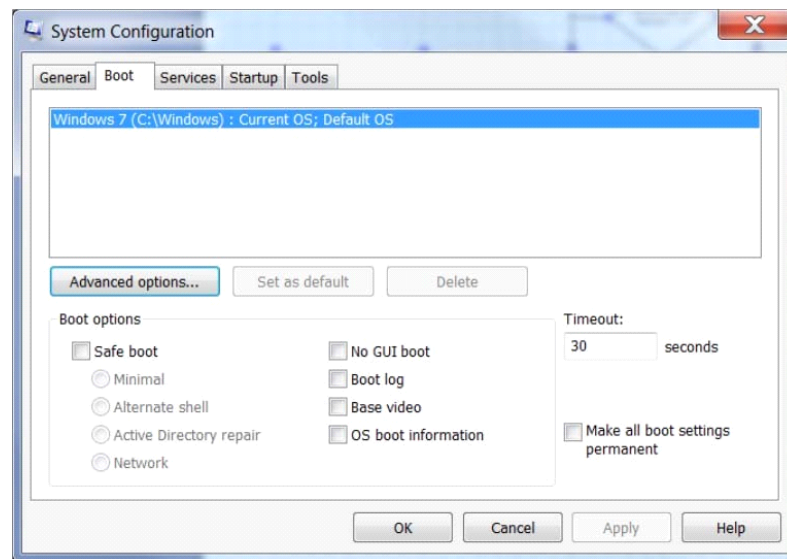 System Configuration
General Boot Services Startup Tools
Windows 7 (C:\Windows) : Current OS; Default OS
Advanced options... Set as default Delete
Boot options
Timeout:
Safe boot No GUI boot 30 seconds
Minimal Boot log
Alternate shell Base video
Active Directory repair OS boot information Make all boot settings
permanent
Network
OK Cancel Apply Help